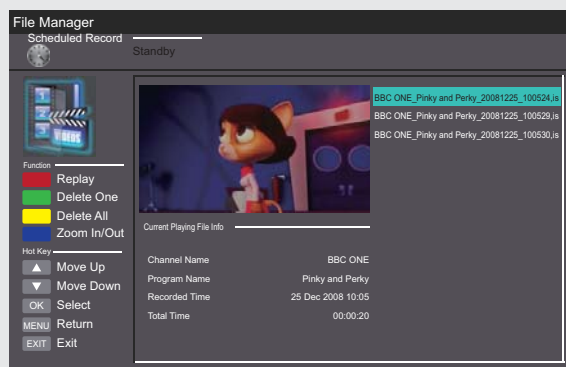 File Manager
Scheduled Record
Standby
BBC ONE_Pinky and Perky_20081225_100524,is
BBC ONE_Pinky and Perky_20081225_100529,is
BBC ONE_Pinky and Perky_20081225_100530,is
VIDEOS
Function
Replay
Delete One
Delete All
Zoom In/Out
Hot Key
Move Up
Move Down
OK Select
MENU Return
EXIT Exit
Current Playing File Info
Channel Name BBC ONE
Program Name Pinky and Perky
Recorded Time 25 Dec 2008 10:05
Total Time 00:00:20